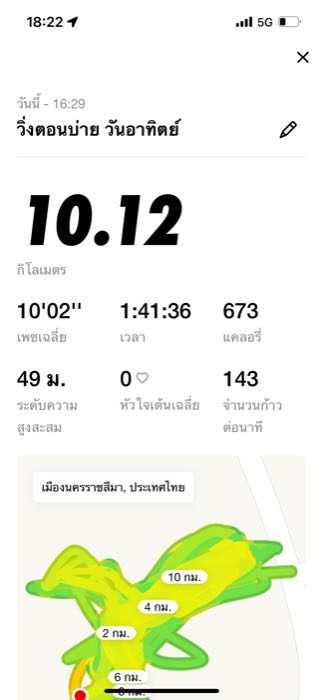 18:22
5G
วันนี้ - 16:29
วิ่งตอนบ่าย วันอาทิตย์
10.12
กิโลเมตร
10'02'' 1:41:36 673
เพซเฉลี่ย เวลา แคลอรี่
49 ม. 0 143
ระดับความสูงสะสม หัวใจเต้นเฉลี่ย จำนวนก้าวต่อนาที
เมืองนครราชสีมา, ประเทศไทย
10 กม.
4 กม.
2 กม.
6 กม.